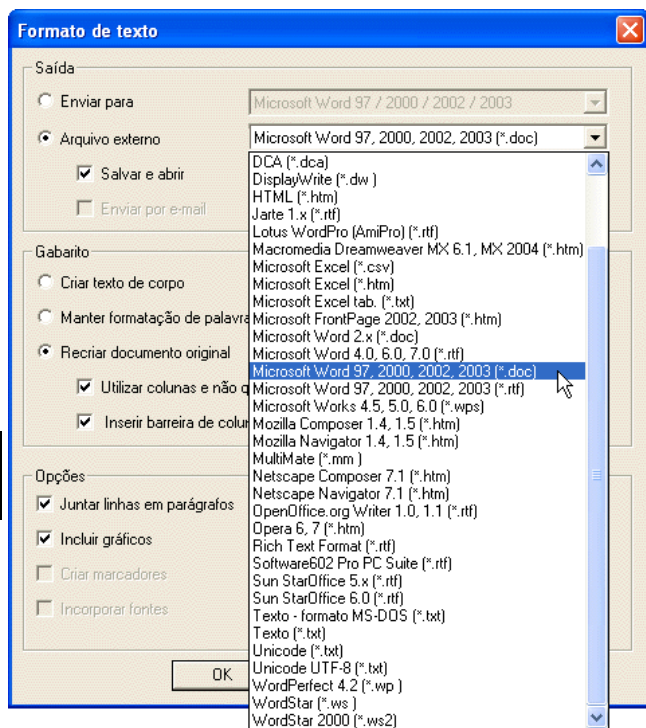 Formato de texto
Saída
Enviar para
Microsoft Word 97 / 2000 / 2002 / 2003
Arquivo externo
Microsoft Word 97, 2000, 2002, 2003 (*.doc)
Salvar e abrir
Enviar por e-mail
DCA (*.dca)
DisplayWrite (*.dw )
HTML (*.htm)
Jarte 1.x (*.rtf)
Lotus WordPro (AmiPro) (*.rtf)
Macromedia Dreamweaver MX 6.1, MX 2004 (*.htm)
Microsoft Excel (*.csv)
Microsoft Excel (*.htm)
Microsoft Excel tab. (*.txt)
Microsoft FrontPage 2002, 2003 (*.htm)
Microsoft Word 2.x (*.doc)
Microsoft Word 4.0, 6.0, 7.0 (*.rtf)
Microsoft Word 97, 2000, 2002, 2003 (*.doc)
Microsoft Word 97, 2000, 2002, 2003 (*.rtf)
Microsoft Works 4.5, 5.0, 6.0 (*.wps)
Mozilla Composer 1.4, 1.5 (*.htm)
Mozilla Navigator 1.4, 1.5 (*.htm)
MultiMate (*.mm )
Netscape Composer 7.1 (*.htm)
Netscape Navigator 7.1 (*.htm)
OpenOffice.org Writer 1.0, 1.1 (*.rtf)
Opera 6, 7 (*.htm)
Rich Text Format (*.rtf)
Software602 Pro PC Suite (*.rtf)
Sun StarOffice 5.x (*.rtf)
Sun StarOffice 6.0 (*.rtf)
Texto - formato MS-DOS (*.txt)
Texto (*.txt)
Unicode (*.txt)
Unicode UTF-8 (*.txt)
WordPerfect 4.2 (*.wp )
WordStar (*.ws )
WordStar 2000 (*.ws2)
Gabarito
Criar texto de corpo
Manter formatação de palavra
Recriar documento original
Utilizar colunas e não q
Inserir barreira de colu
Opções
Juntar linhas em parágrafos
Incluir gráficos
Criar marcadores
Incorporar fontes
OK